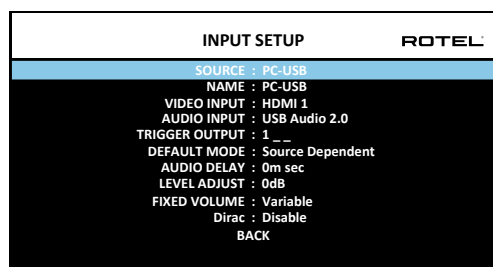 INPUT SETUP ROTEL
SOURCE : PC-USB
NAME : PC-USB
VIDEO INPUT : HDMI 1
AUDIO INPUT : USB Audio 2.0
TRIGGER OUTPUT : 1 _ _
DEFAULT MODE : Source Dependent
AUDIO DELAY : 0m sec
LEVEL ADJUST : 0dB
FIXED VOLUME : Variable
Dirac : Disable
BACK